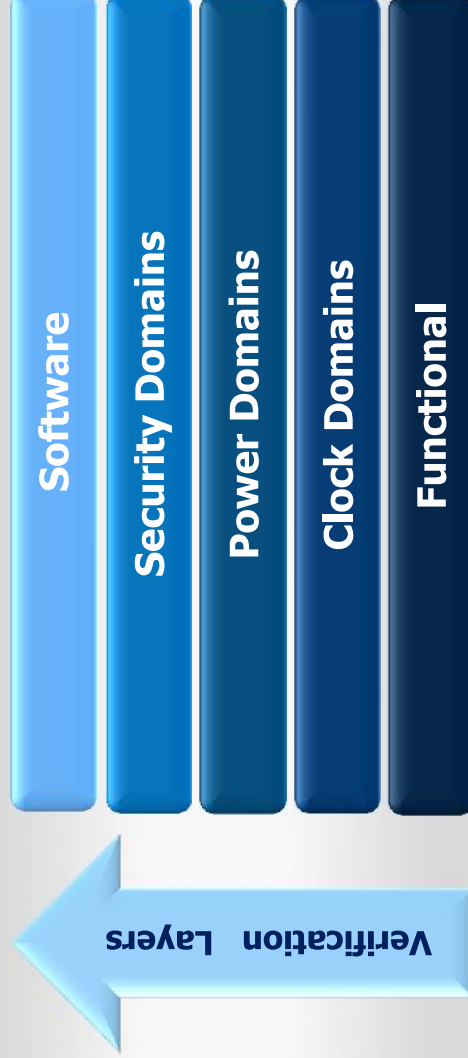 Software
Security Domains
Power Domains
Clock Domains
Functional
Verification Layers